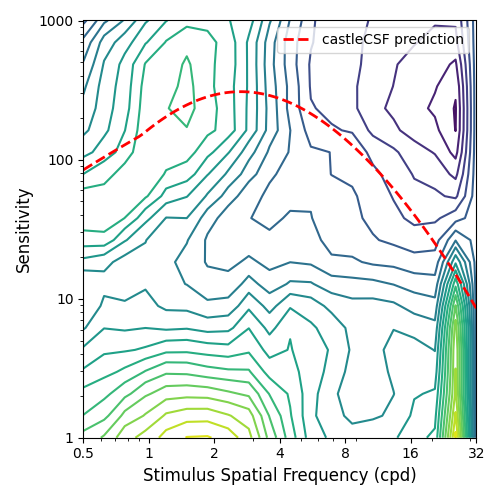 1000
castleCSF prediction
100
Sensitivity
10
1
0.5 1 2 4 8 16 32
Stimulus Spatial Frequency (cpd)